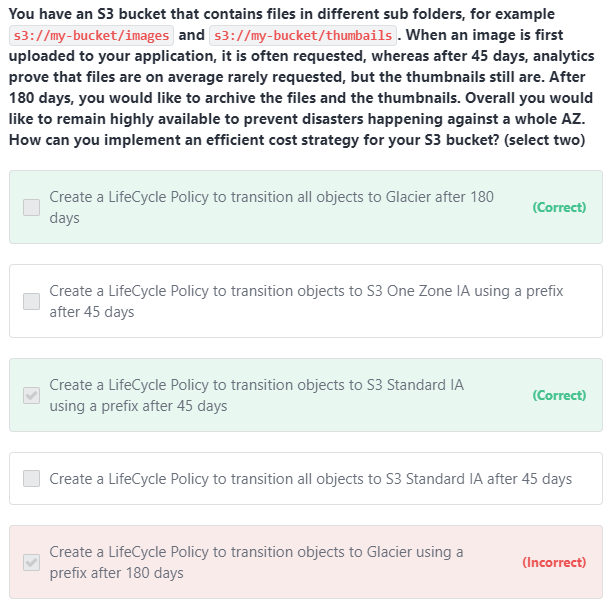 You have an S3 bucket that contains files in different sub folders, for example
s3://my-bucket/images and s3://my-bucket/thumbails. When an image is first
uploaded to your application, it is often requested, whereas after 45 days, analytics
prove that files are on average rarely requested, but the thumbnails still are. After
180 days, you would like to archive the files and the thumbnails. Overall you would
like to remain highly available to prevent disasters happening against a whole AZ.
How can you implement an efficient cost strategy for your S3 bucket? (select two)
Create a LifeCycle Policy to transition all objects to Glacier after 180
days
(Correct)
Create a LifeCycle Policy to transition objects to S3 One Zone IA using a prefix
after 45 days
Create a LifeCycle Policy to transition objects to S3 Standard IA
using a prefix after 45 days
(Correct)
Create a LifeCycle Policy to transition all objects to S3 Standard IA after 45 days
Create a LifeCycle Policy to transition objects to Glacier using a
prefix after 180 days
(Incorrect)